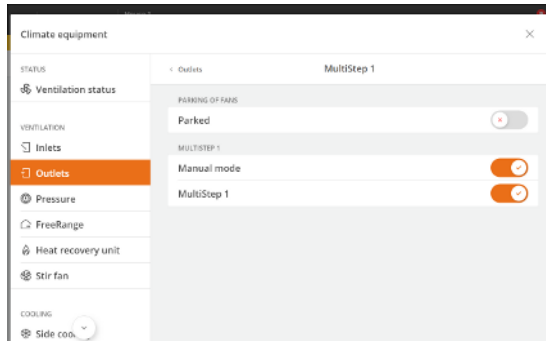 Climate equipment
STATUS
Ventilation status
VENTILATION
Inlets
Outlets
Pressure
FreeRange
Heat recovery unit
Stir fan
COOLING
Side
Outlets
MultiStep 1
PARKING OF FANS
Parked
MULTISTEP 1
Manual mode
MultiStep 1